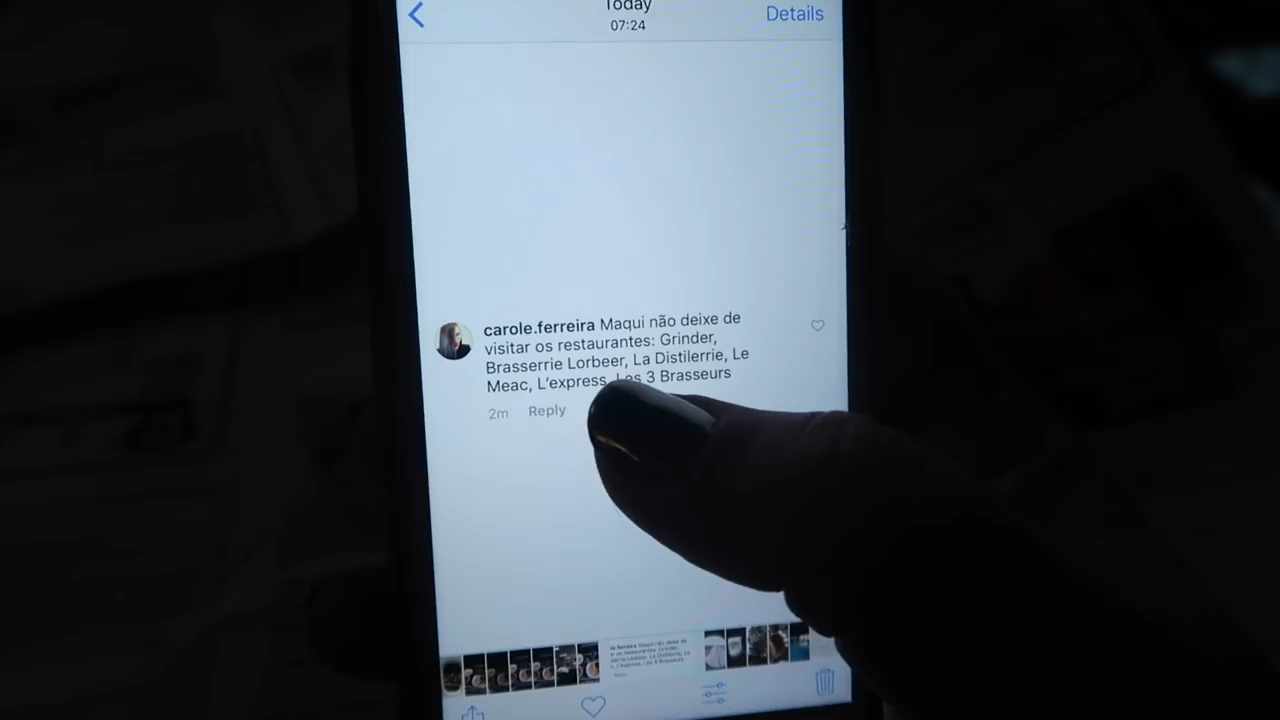 Today
07:24
Details
carole.ferreira Maqui não deixe de
visitar os restaurantes: Grinder,
Brasserrie Lorbeer, La Distilerrie, Le
Meac, L'express, Les 3 Brasseurs
2m Reply